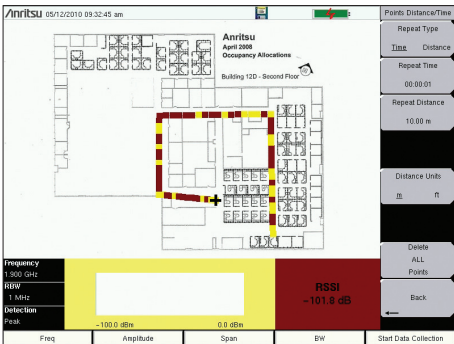 Anritsu 05/12/2010 09:32:45 am
Points Distance/Time
Repeat Type
Time Distance
Repeat Time
00:00:01
Repeat Distance
10.00 m
Distance Units
m ft
Delete
ALL
Points
Back
Anritsu
April 2008
Occupancy Allocations
Building 12D - Second Floor
Frequency
1.900 GHz
RBW
1 MHz
Detection
Peak
-100.0 dBm 0.0 dBm
RSSI
-101.8 dB
Freq Amplitude Span BW Start Data Collection